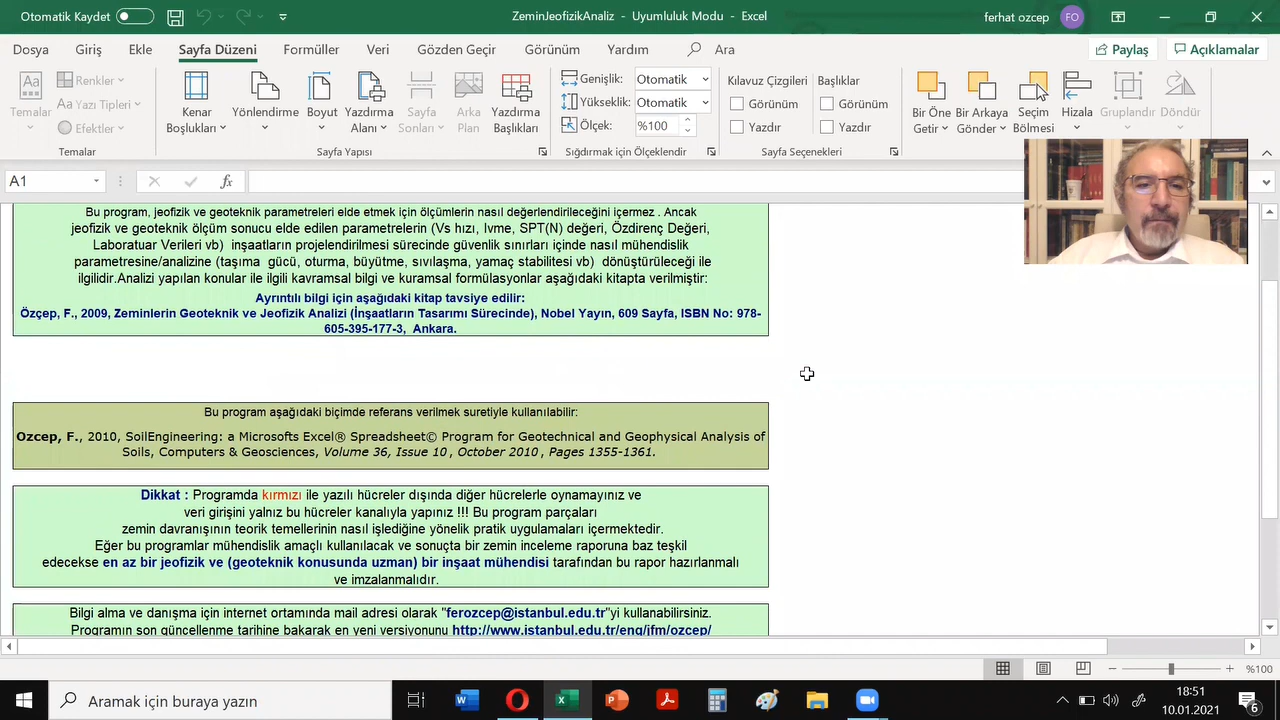 Otomatik Kaydet
ZeminJeofizikAnaliz - Uyumluluk Modu - Excel
ferhat ozcep FO
Dosya Giriş Ekle Sayfa Düzeni Formüller Veri Gözden Geçir Görünüm Yardım Ara
Paylaş Açıklamalar
Aa
Temalar
Renkler
Aa Yazı Tipleri
Efektler
Temalar
Kenar
Boşlukları
Yönlendirme
Boyut
Yazdırma
Alanı
Sayfa
Sonları
Arka
Plan
Yazdırma
Başlıkları
Sayfa Yapısı
Genişlik: Otomatik
Yükseklik: Otomatik
Ölçek: %100
Sığdırmak için Ölçeklendir
Kılavuz Çizgileri
Görünüm
Yazdır
Başlıklar
Görünüm
Yazdır
Sayfa Seçenekleri
Bir Öne
Getir
Bir Arkaya
Gönder
Seçim
Bölmesi
Hizala
Gruplandır
Döndür
A1
fx
Bu program, jeofizik ve geoteknik parametreleri elde etmek için ölçümlerin nasıl değerlendirileceğini içermez . Ancak
jeofizik ve geoteknik ölçüm sonucu elde edilen parametrelerin (Vs hızı, Ivme, SPT(N) değeri, Özdirenç Değeri,
Laboratuar Verileri vb) inşaatların projelendirilmesi sürecinde güvenlik sınırları içinde nasıl mühendislik
parametresine/analizine (taşıma gücü, oturma, büyütme, sıvılaşma, yamaç stabilitesi vb) dönüştürüleceği ile
ilgilidir.Analizi yapılan konular ile ilgili kavramsal bilgi ve kuramsal formülasyonlar aşağıdaki kitapta verilmiştir:
Ayrıntılı bilgi için aşağıdaki kitap tavsiye edilir:
Özçep, F., 2009, Zeminlerin Geoteknik ve Jeofizik Analizi (İnşaatların Tasarımı Sürecinde), Nobel Yayın, 609 Sayfa, ISBN No: 978-
605-395-177-3, Ankara.
Bu program aşağıdaki biçimde referans verilmek suretiyle kullanılabilir:
Ozcep, F., 2010, SoilEngineering: a Microsofts Excel® Spreadsheet© Program for Geotechnical and Geophysical Analysis of
Soils, Computers & Geosciences, Volume 36, Issue 10 , October 2010 , Pages 1355-1361.
Dikkat : Programda kırmızı ile yazılı hücreler dışında diğer hücrelerle oynamayınız ve
veri girişini yalnız bu hücreler kanalıyla yapınız !!! Bu program parçaları
zemin davranışının teorik temellerinin nasıl işlediğine yönelik pratik uygulamaları içermektedir.
Eğer bu programlar mühendislik amaçlı kullanılacak ve sonuçta bir zemin inceleme raporuna baz teşkil
edecekse en az bir jeofizik ve (geoteknik konusunda uzman) bir inşaat mühendisi tarafından bu rapor hazırlanmalı
ve imzalanmalıdır.
Bilgi alma ve danışma için internet ortamında mail adresi olarak "ferozcep@istanbul.edu.tr"yi kullanabilirsiniz.
Programın son güncellenme tarihine bakarak en yeni versiyonunu http://www.istanbul.edu.tr/eng/jfm/ozcep/
%100
Aramak için buraya yazın
18:51
10.01.2021
6